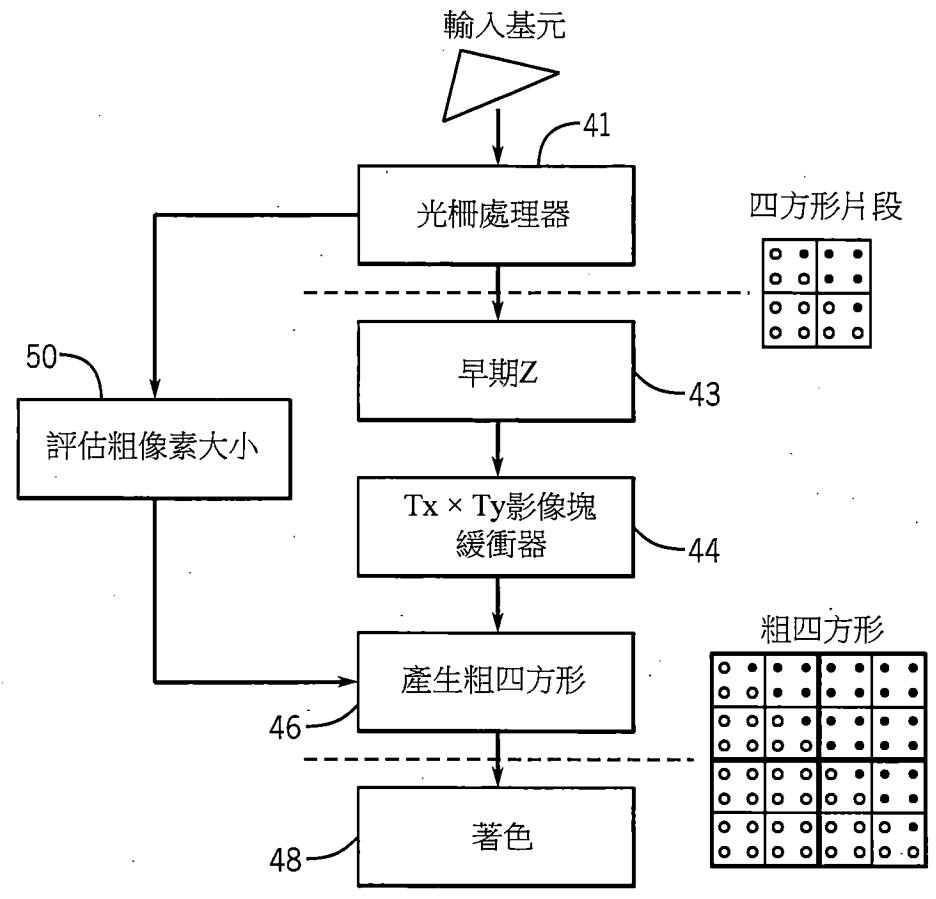 輸入基元
41
光柵處理器
四方形片段
早期Z
43
50
評估粗像素大小
Tx × Ty影像塊
緩衝器
44
粗四方形
產生粗四方形
46
著色
48